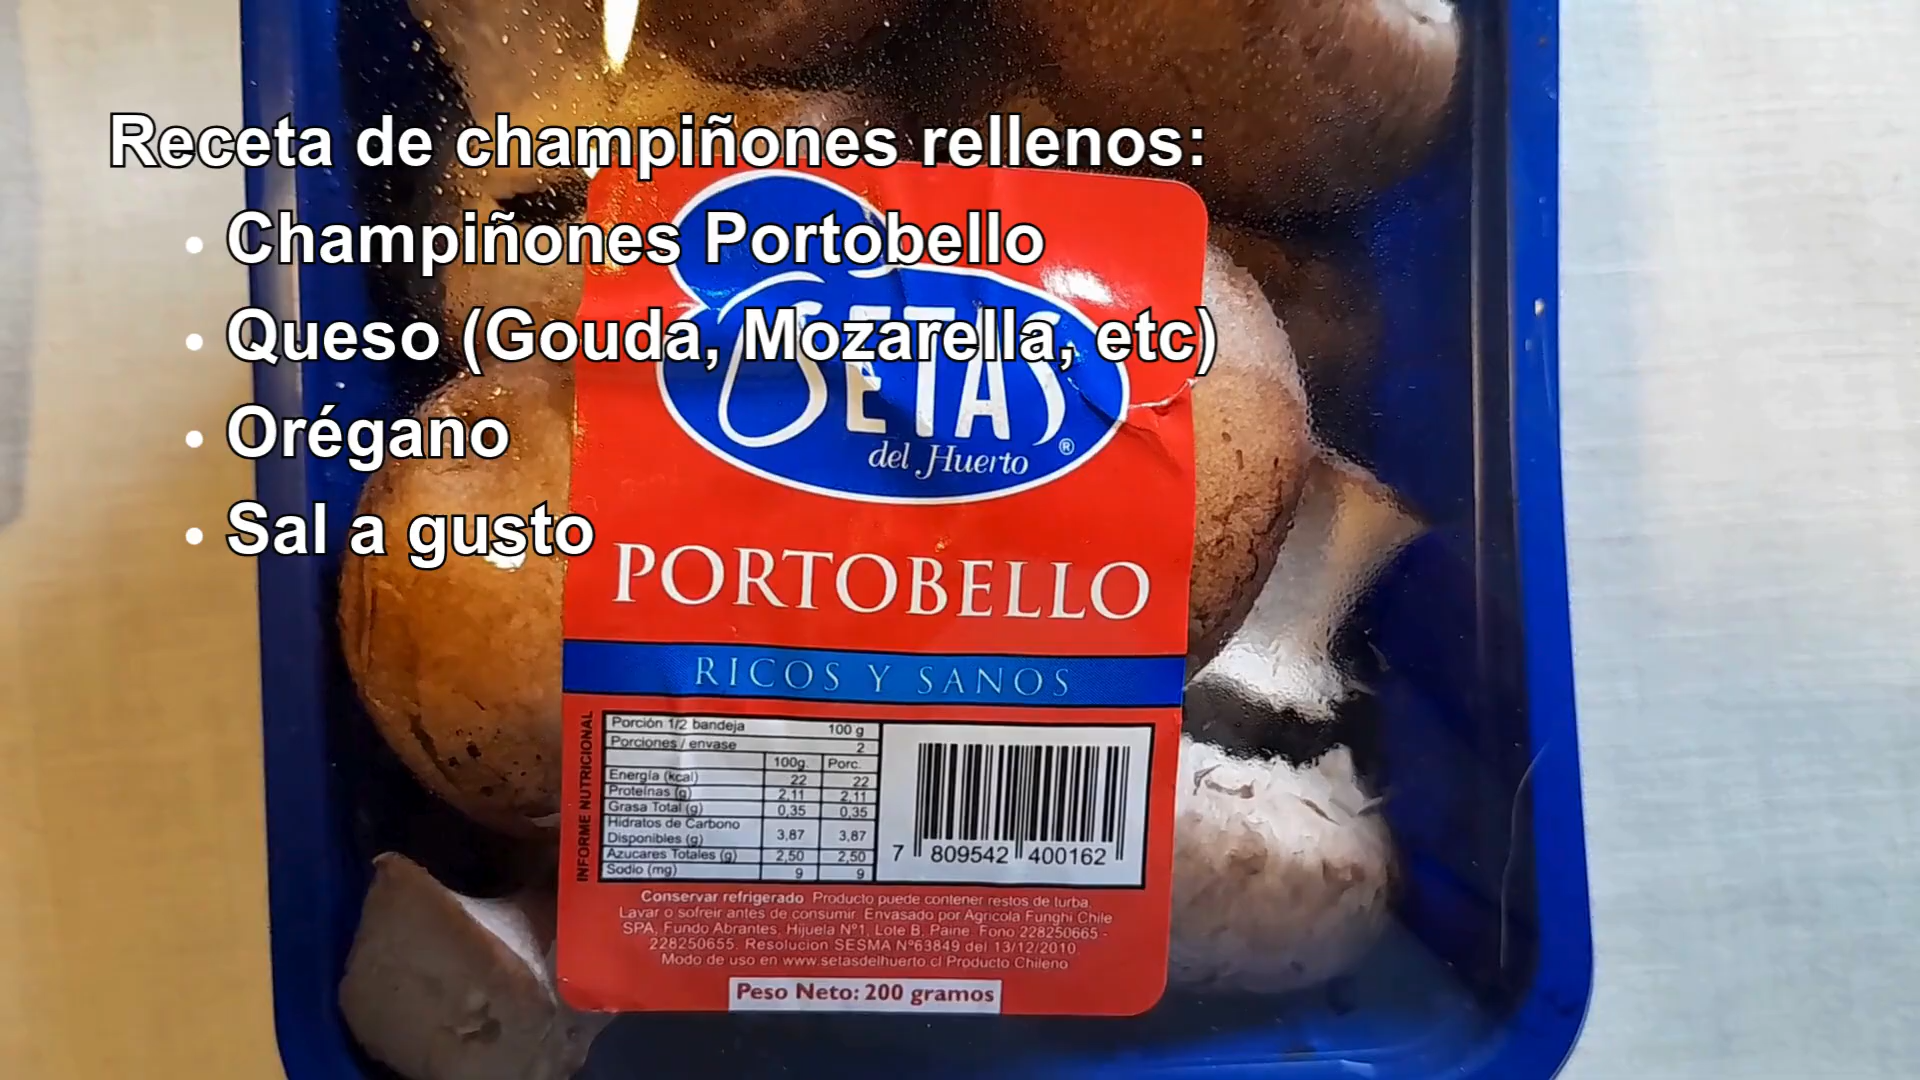 Receta de champiñones rellenos:
• Champiñones Portobello
• Queso (Gouda, Mozarella, etc)
• Orégano
• Sal a gusto
SETAS
del Huerto ®
PORTOBELLO
RICOS Y SANOS
INFORME NUTRICIONAL
Porción 1/2 bandeja 100 g
Porciones / envase 2
100g. Porc.
Energía (kcal) 22 22
Proteínas (g) 2,11 2,11
Grasa Total (g) 0,35 0,35
Hidratos de Carbono
Disponibles (g) 3,87 3,87
Azucares Totales (g) 2,50 2,50
Sodio (mg) 9 9
7 809542 400162
Conservar refrigerado Producto puede contener restos de turba.
Lavar o sofreir antes de consumir. Envasado por Agricola Funghi Chile
SPA, Fundo Abrantes, Hijuela Nº1, Lote B, Paine. Fono 228250665 -
228250655. Resolucion SESMA Nº63849 del 13/12/2010
Modo de uso en www.setasdelhuerto.cl Producto Chileno
Peso Neto: 200 gramos